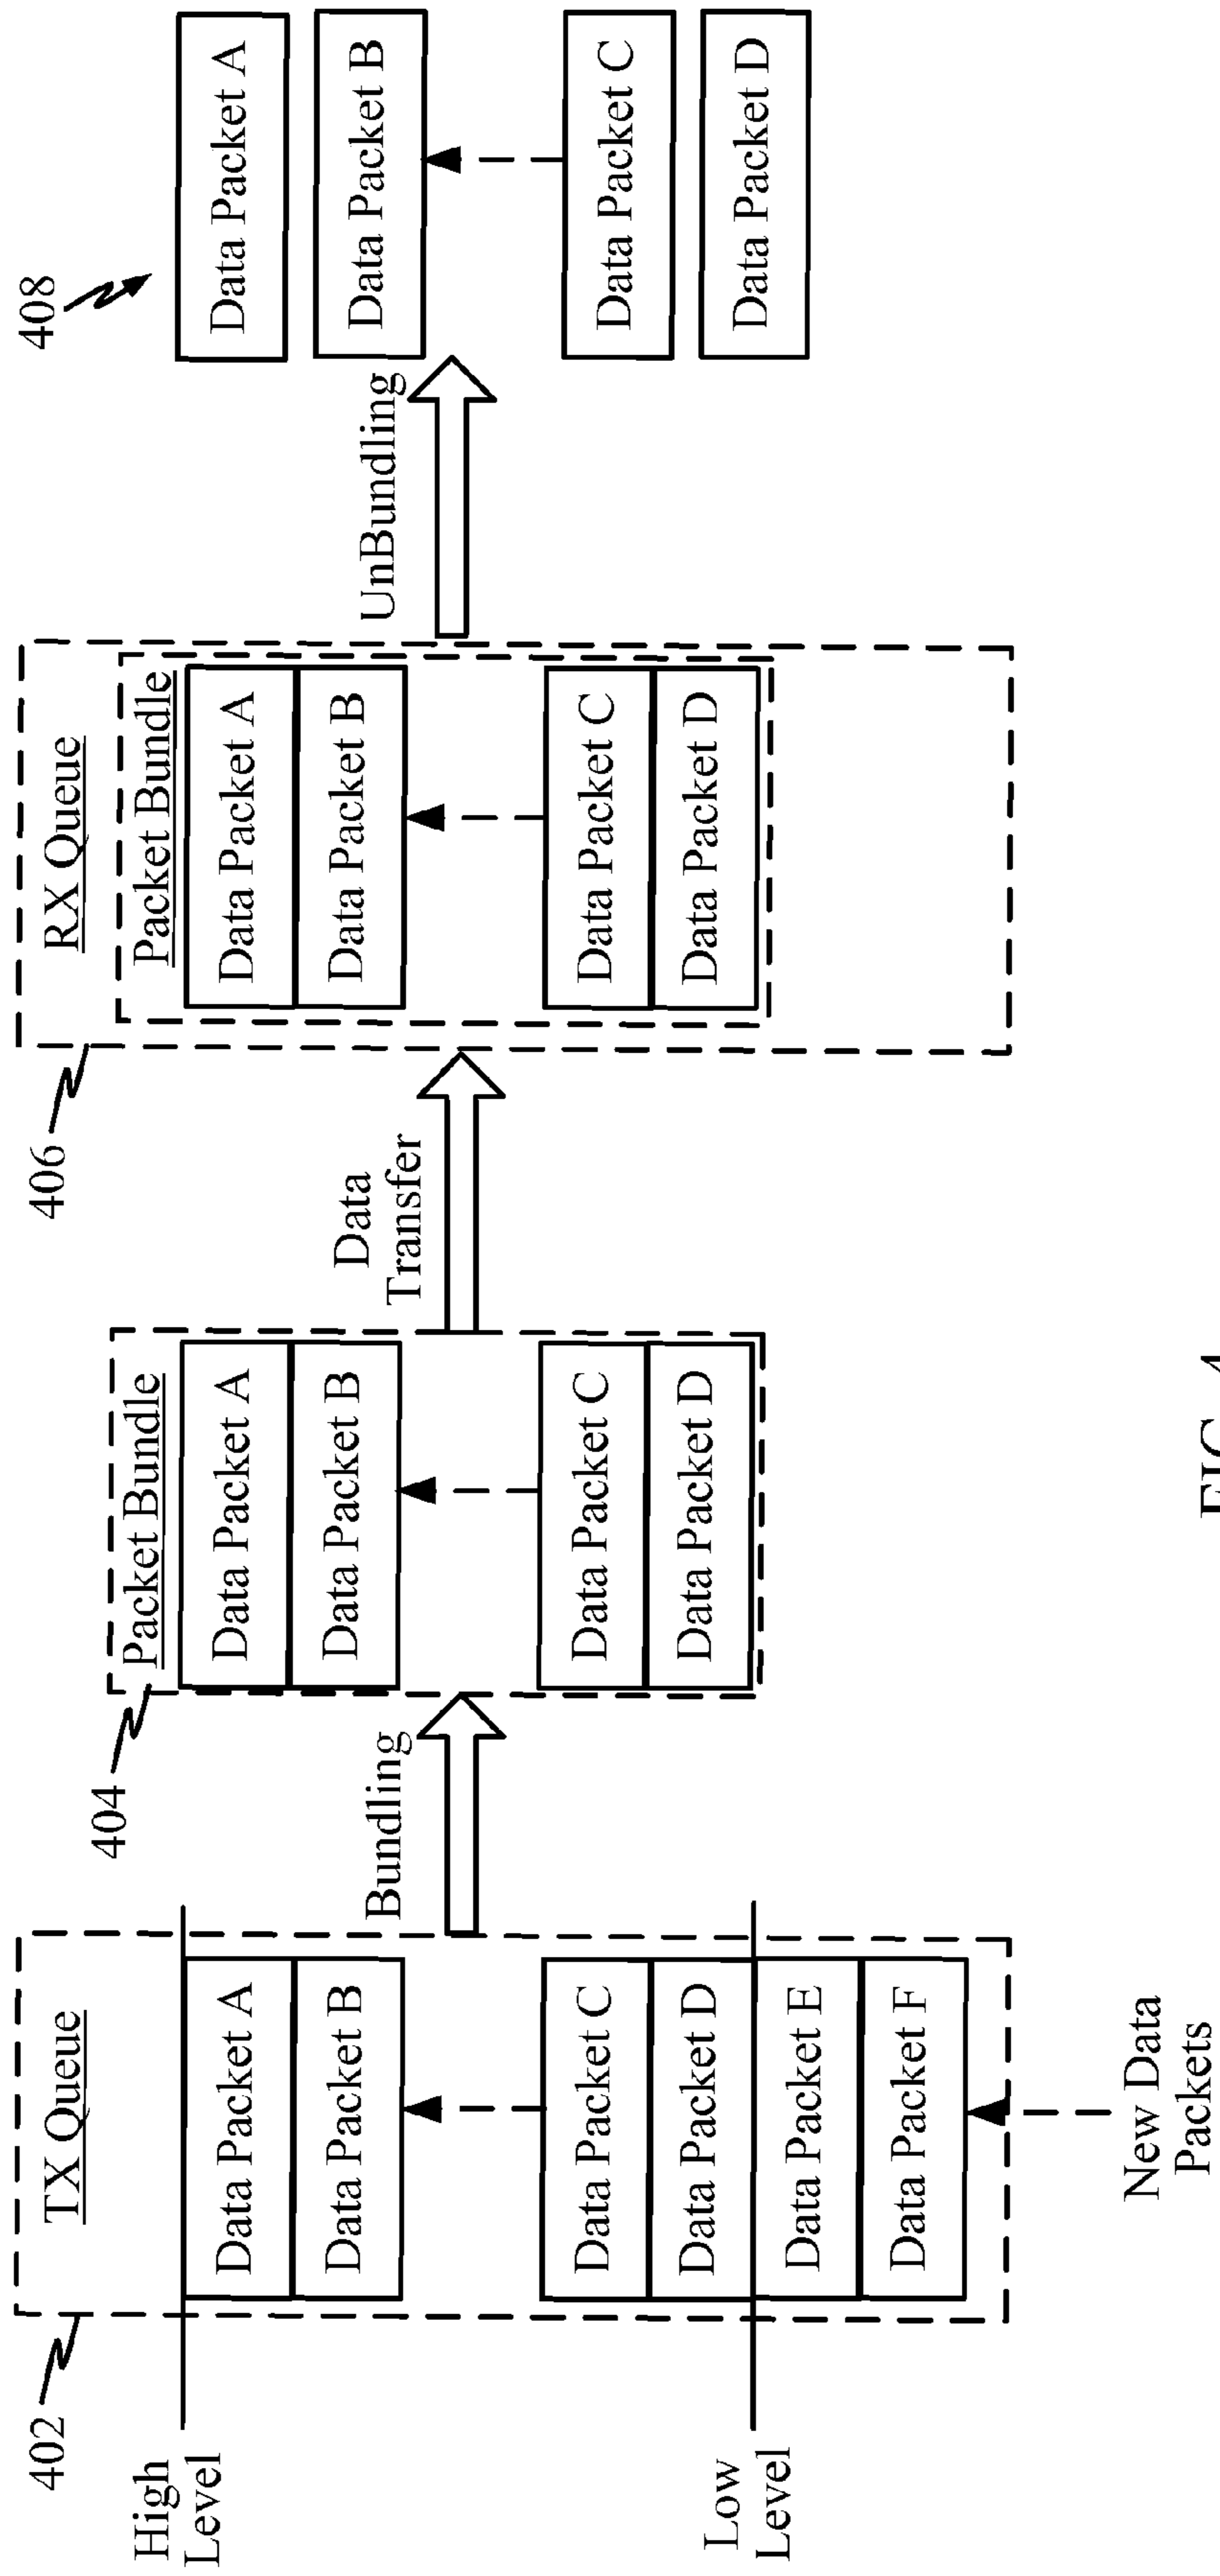 402
TX Queue
High
Level
Data Packet A
Data Packet B
Data Packet C
Data Packet D
Low
Level
Data Packet E
Data Packet F
New Data
Packets
Bundling
404
Packet Bundle
Data Packet A
Data Packet B
Data Packet C
Data Packet D
Data
Transfer
406
RX Queue
Packet Bundle
Data Packet A
Data Packet B
Data Packet C
Data Packet D
UnBundling
408
Data Packet A
Data Packet B
Data Packet C
Data Packet D